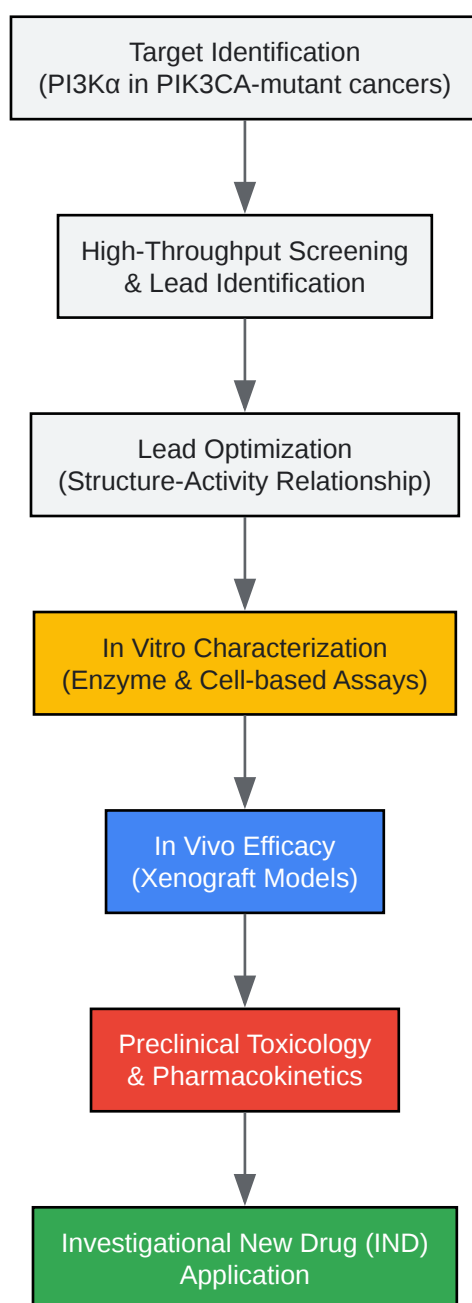 Target Identification
(PI3Kα in PIK3CA-mutant cancers)
High-Throughput Screening
& Lead Identification
Lead Optimization
(Structure-Activity Relationship)
In Vitro Characterization
(Enzyme & Cell-based Assays)
In Vivo Efficacy
(Xenograft Models)
Preclinical Toxicology
& Pharmacokinetics
Investigational New Drug (IND)
Application